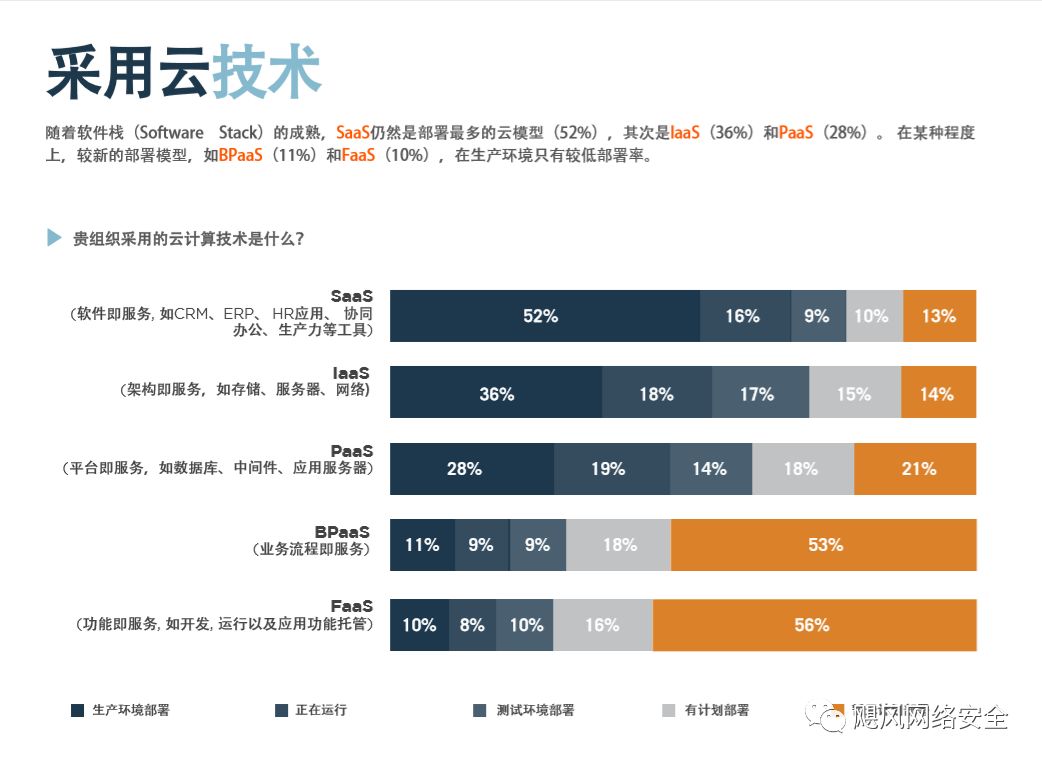 采用云技术
随着软件栈（Software Stack）的成熟，SaaS仍然是部署最多的云模型（52%），其次是IaaS（36%）和PaaS（28%）。 在某种程度
上，较新的部署模型，如BPaaS（11%）和FaaS（10%），在生产环境只有较低部署率。
贵组织采用的云计算技术是什么？
SaaS
（软件即服务, 如CRM、ERP、 HR应用、 协同
办公、生产力等工具）
52% 16% 9% 10% 13%
IaaS
（架构即服务，如存储、服务器、网络)
36% 18% 17% 15% 14%
PaaS
（平台即服务，如数据库、中间件、应用服务器）
28% 19% 14% 18% 21%
BPaaS
（业务流程即服务）
11% 9% 9% 18% 53%
FaaS
（功能即服务, 如开发, 运行以及应用功能托管）
10% 8% 10% 16% 56%
生产环境部署 正在运行 测试环境部署 有计划部署
飓风网络安全